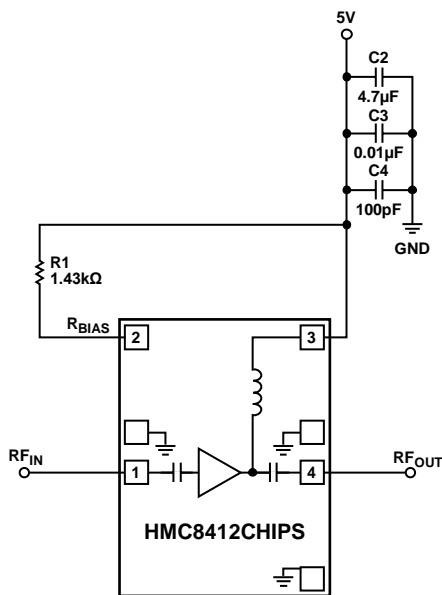 5V
C2
4.7µF
C3
0.01µF
C4
100pF
GND
R1
1.43kΩ
RBIAS
2
3
RFIN
1
4
RFOUT
HMC8412CHIPS